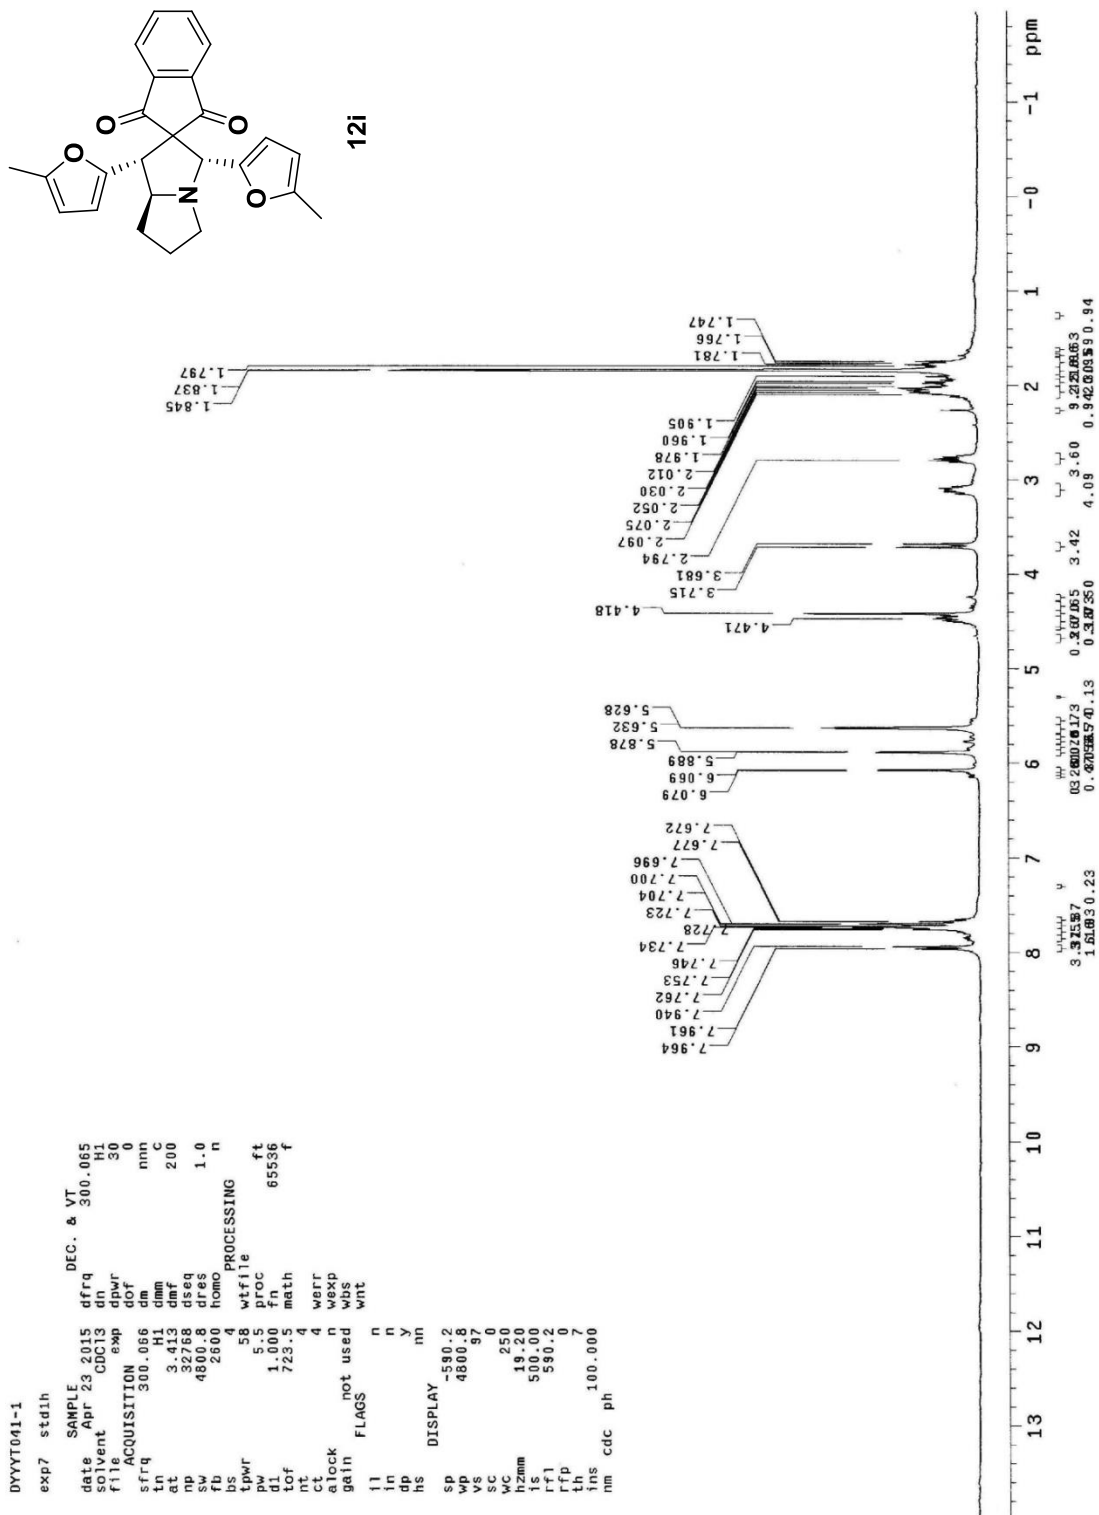 DYYYT041-1
exp7 std1h
SAMPLE
date Apr 23 2015
solvent CDCl3
file exp
ACQUISITION
sfrq 300.066
tn H1
at 3.413
np 32768
sw 4800.8
fb 2600
bs 4
tpwr 58
pw 5.5
d1 1.000
tof 723.5
nt 4
ct 4
alock n
gain not used
FLAGS
il n
in n
dp y
hs nn
DISPLAY
sp -590.2
wp 4800.8
vs 97
sc 0
wc 250
hzmm 19.20
is 500.00
rfl 590.2
rfp 0
th 7
ins 100.000
nm cdc ph
DEC. & VT
dfrq 300.065
dn H1
dpwr 30
dof 0
dm nnn
dmm c
dmf 200
dseq
dres 1.0
homo n
PROCESSING
wtfile
proc ft
fn 65536
math f
werr
wexp
wbs
wnt
O
O
O
N
O
12i
7.964
7.961
7.940
7.762
7.753
7.746
7.734
7.728
7.723
7.704
7.700
7.696
7.677
7.672
6.079
6.069
5.889
5.878
5.632
5.628
4.471
4.418
3.715
3.681
2.794
2.097
2.075
2.052
2.030
2.012
1.978
1.960
1.905
1.845
1.837
1.797
1.781
1.766
1.747
13 12 11 10 9 8 7 6 5 4 3 2 1 -0 -1 ppm
0.23
0.13
3.42
4.09
3.60
0.94
0.94